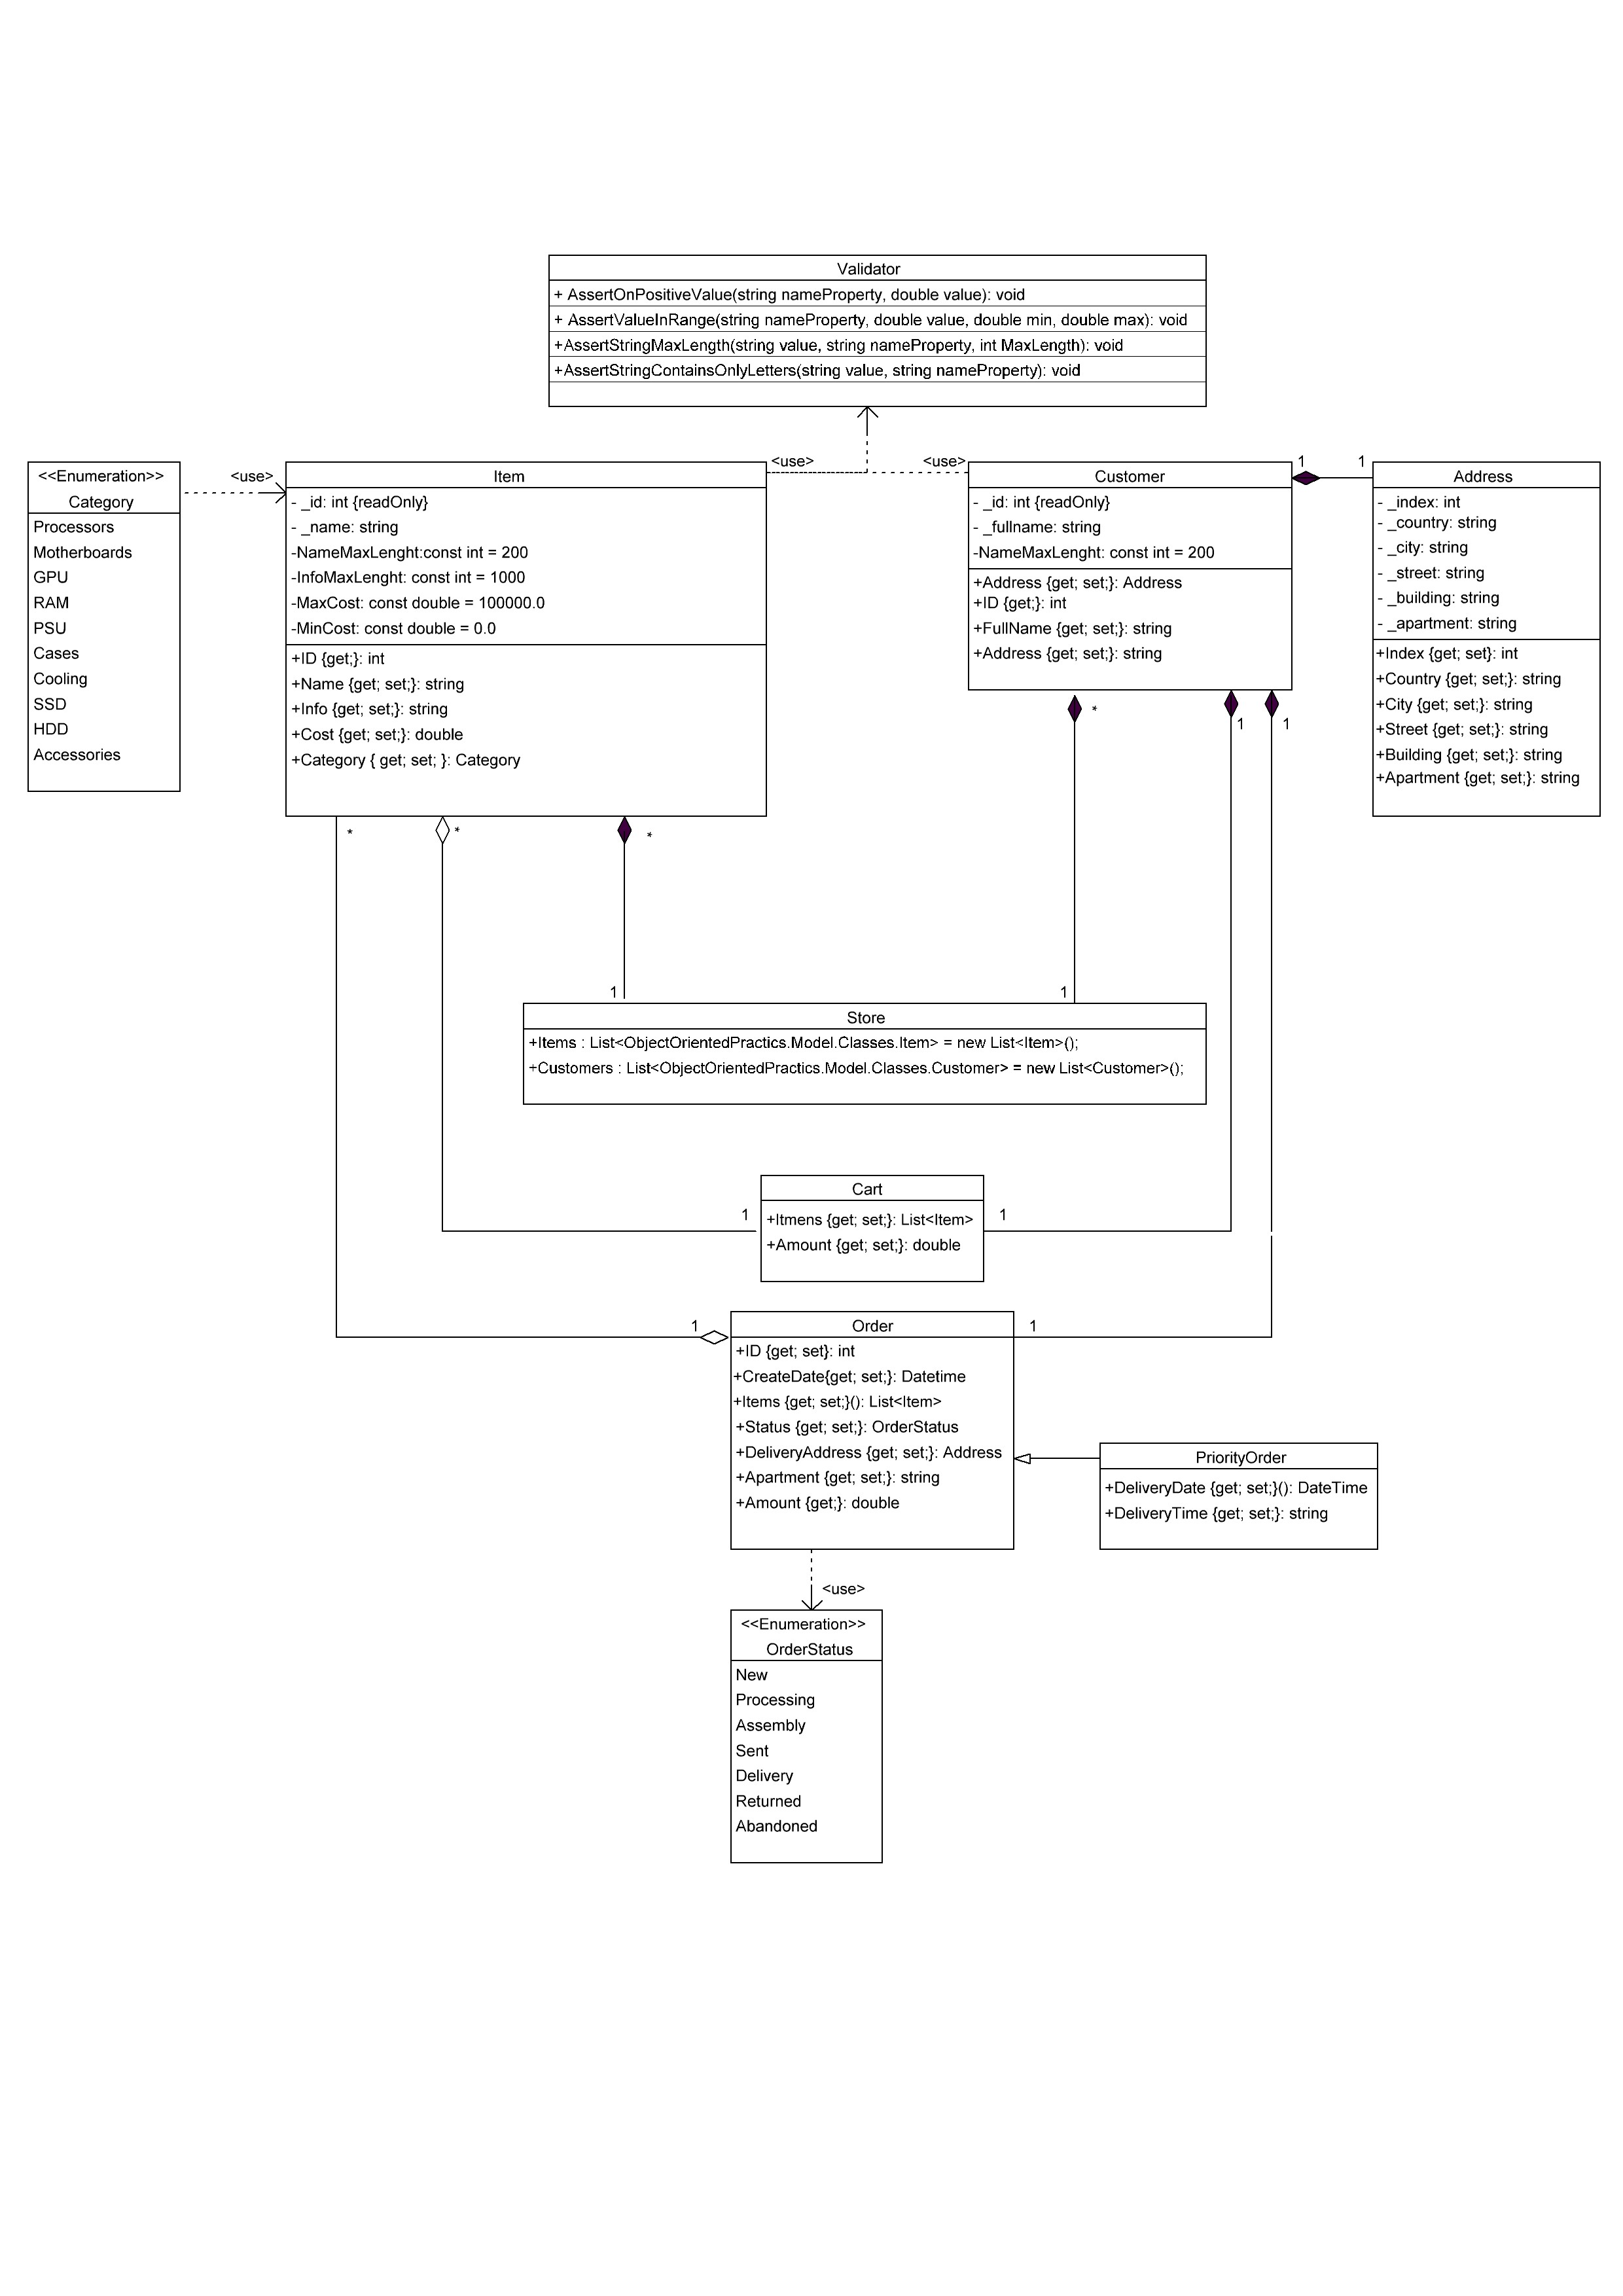 Validator
+ AssertOnPositiveValue(string nameProperty, double value): void
+ AssertValueInRange(string nameProperty, double value, double min, double max): void
+AssertStringMaxLength(string value, string nameProperty, int MaxLength): void
+AssertStringContainsOnlyLetters(string value, string nameProperty): void
<<Enumeration>>
Category
Processors
Motherboards
GPU
RAM
PSU
Cases
Cooling
SSD
HDD
Accessories
<use>
Item
- _id: int {readOnly}
- _name: string
-NameMaxLenght:const int = 200
-InfoMaxLenght: const int = 1000
-MaxCost: const double = 100000.0
-MinCost: const double = 0.0
+ID {get;}: int
+Name {get; set;}: string
+Info {get; set;}: string
+Cost {get; set;}: double
+Category { get; set; }: Category
<use>
<use>
Customer
- _id: int {readOnly}
- _fullname: string
-NameMaxLenght: const int = 200
+Address {get; set;}: Address
+ID {get;}: int
+FullName {get; set;}: string
+Address {get; set;}: string
1
1
Address
- _index: int
- _country: string
- _city: string
- _street: string
- _building: string
- _apartment: string
+Index {get; set}: int
+Country {get; set;}: string
+City {get; set;}: string
+Street {get; set;}: string
+Building {get; set;}: string
+Apartment {get; set;}: string
*
1
1
*
*
*
1
1
Store
+Items : List<ObjectOrientedPractics.Model.Classes.Item> = new List<Item>();
+Customers : List<ObjectOrientedPractics.Model.Classes.Customer> = new List<Customer>();
1
Cart
+Itmens {get; set;}: List<Item>
+Amount {get; set;}: double
1
1
Order
+ID {get; set}: int
+CreateDate{get; set;}: Datetime
+Items {get; set;}(): List<Item>
+Status {get; set;}: OrderStatus
+DeliveryAddress {get; set;}: Address
+Apartment {get; set;}: string
+Amount {get;}: double
1
PriorityOrder
+DeliveryDate {get; set;}(): DateTime
+DeliveryTime {get; set;}: string
<use>
<<Enumeration>>
OrderStatus
New
Processing
Assembly
Sent
Delivery
Returned
Abandoned